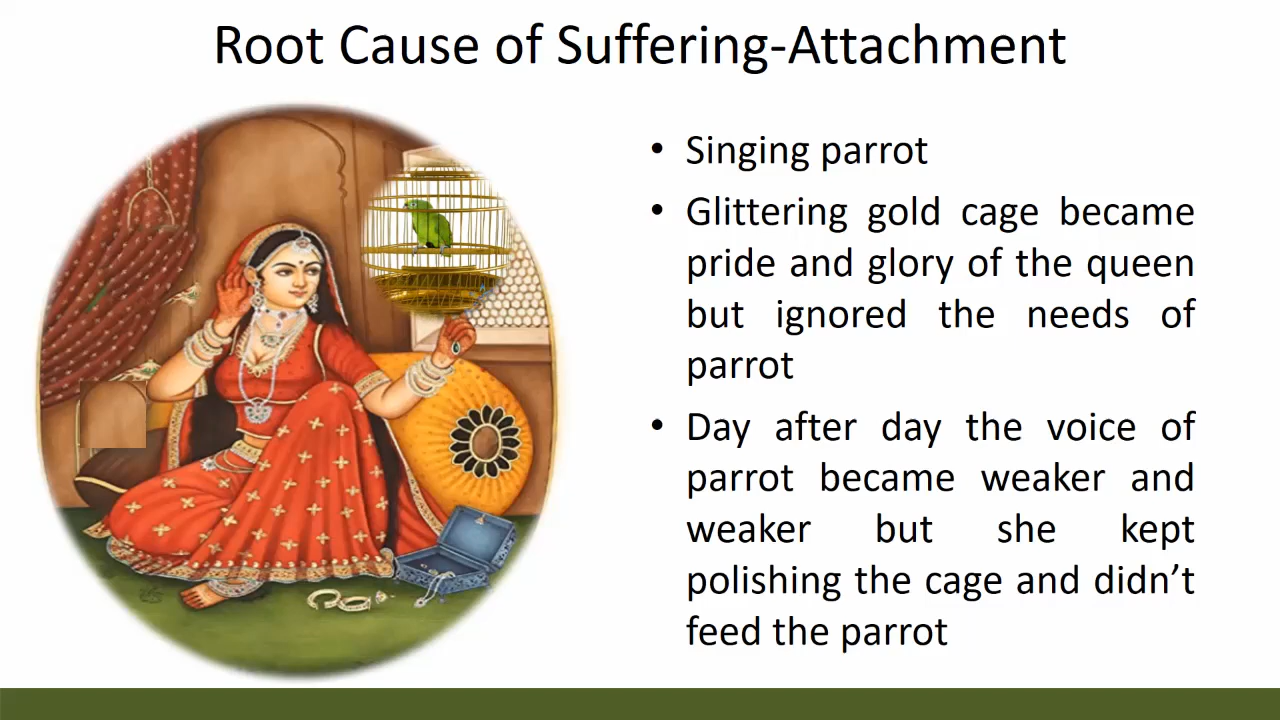 Root Cause of Suffering-Attachment
• Singing parrot
• Glittering gold cage became
pride and glory of the queen
but ignored the needs of
parrot
• Day after day the voice of
parrot became weaker and
weaker but she kept
polishing the cage and didn’t
feed the parrot